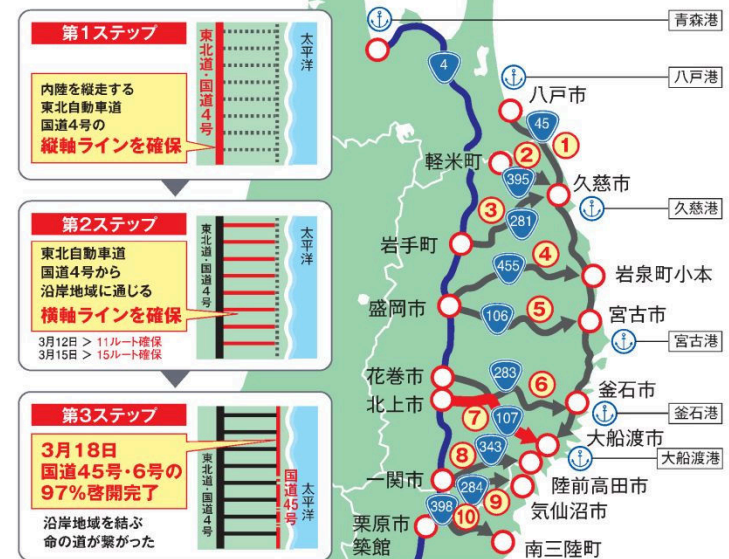 第1ステップ
内陸を縦走する
東北自動車道
国道4号の
縦軸ラインを確保
東北道・国道4号
太平洋
第2ステップ
東北自動車道
国道4号から
沿岸地域に通じる
横軸ラインを確保
3月12日 > 11ルート確保
3月15日 > 15ルート確保
東北道・国道4号
太平洋
第3ステップ
3月18日
国道45号・6号の
97%啓開完了
沿岸地域を結ぶ
命の道が繋がった
東北道・国道4号
国道45号
太平洋
青森港
4
八戸港
八戸市
45
①
軽米町
②
395
久慈市
③
281
久慈港
岩手町
④
455
岩泉町小本
盛岡市
106
⑤
宮古市
宮古港
花巻市
283
⑥
釜石市
北上市
⑦
107
釜石港
大船渡市
343
大船渡港
⑧
一関市
284
陸前高田市
⑨
気仙沼市
398
⑩
栗原市
築館
南三陸町